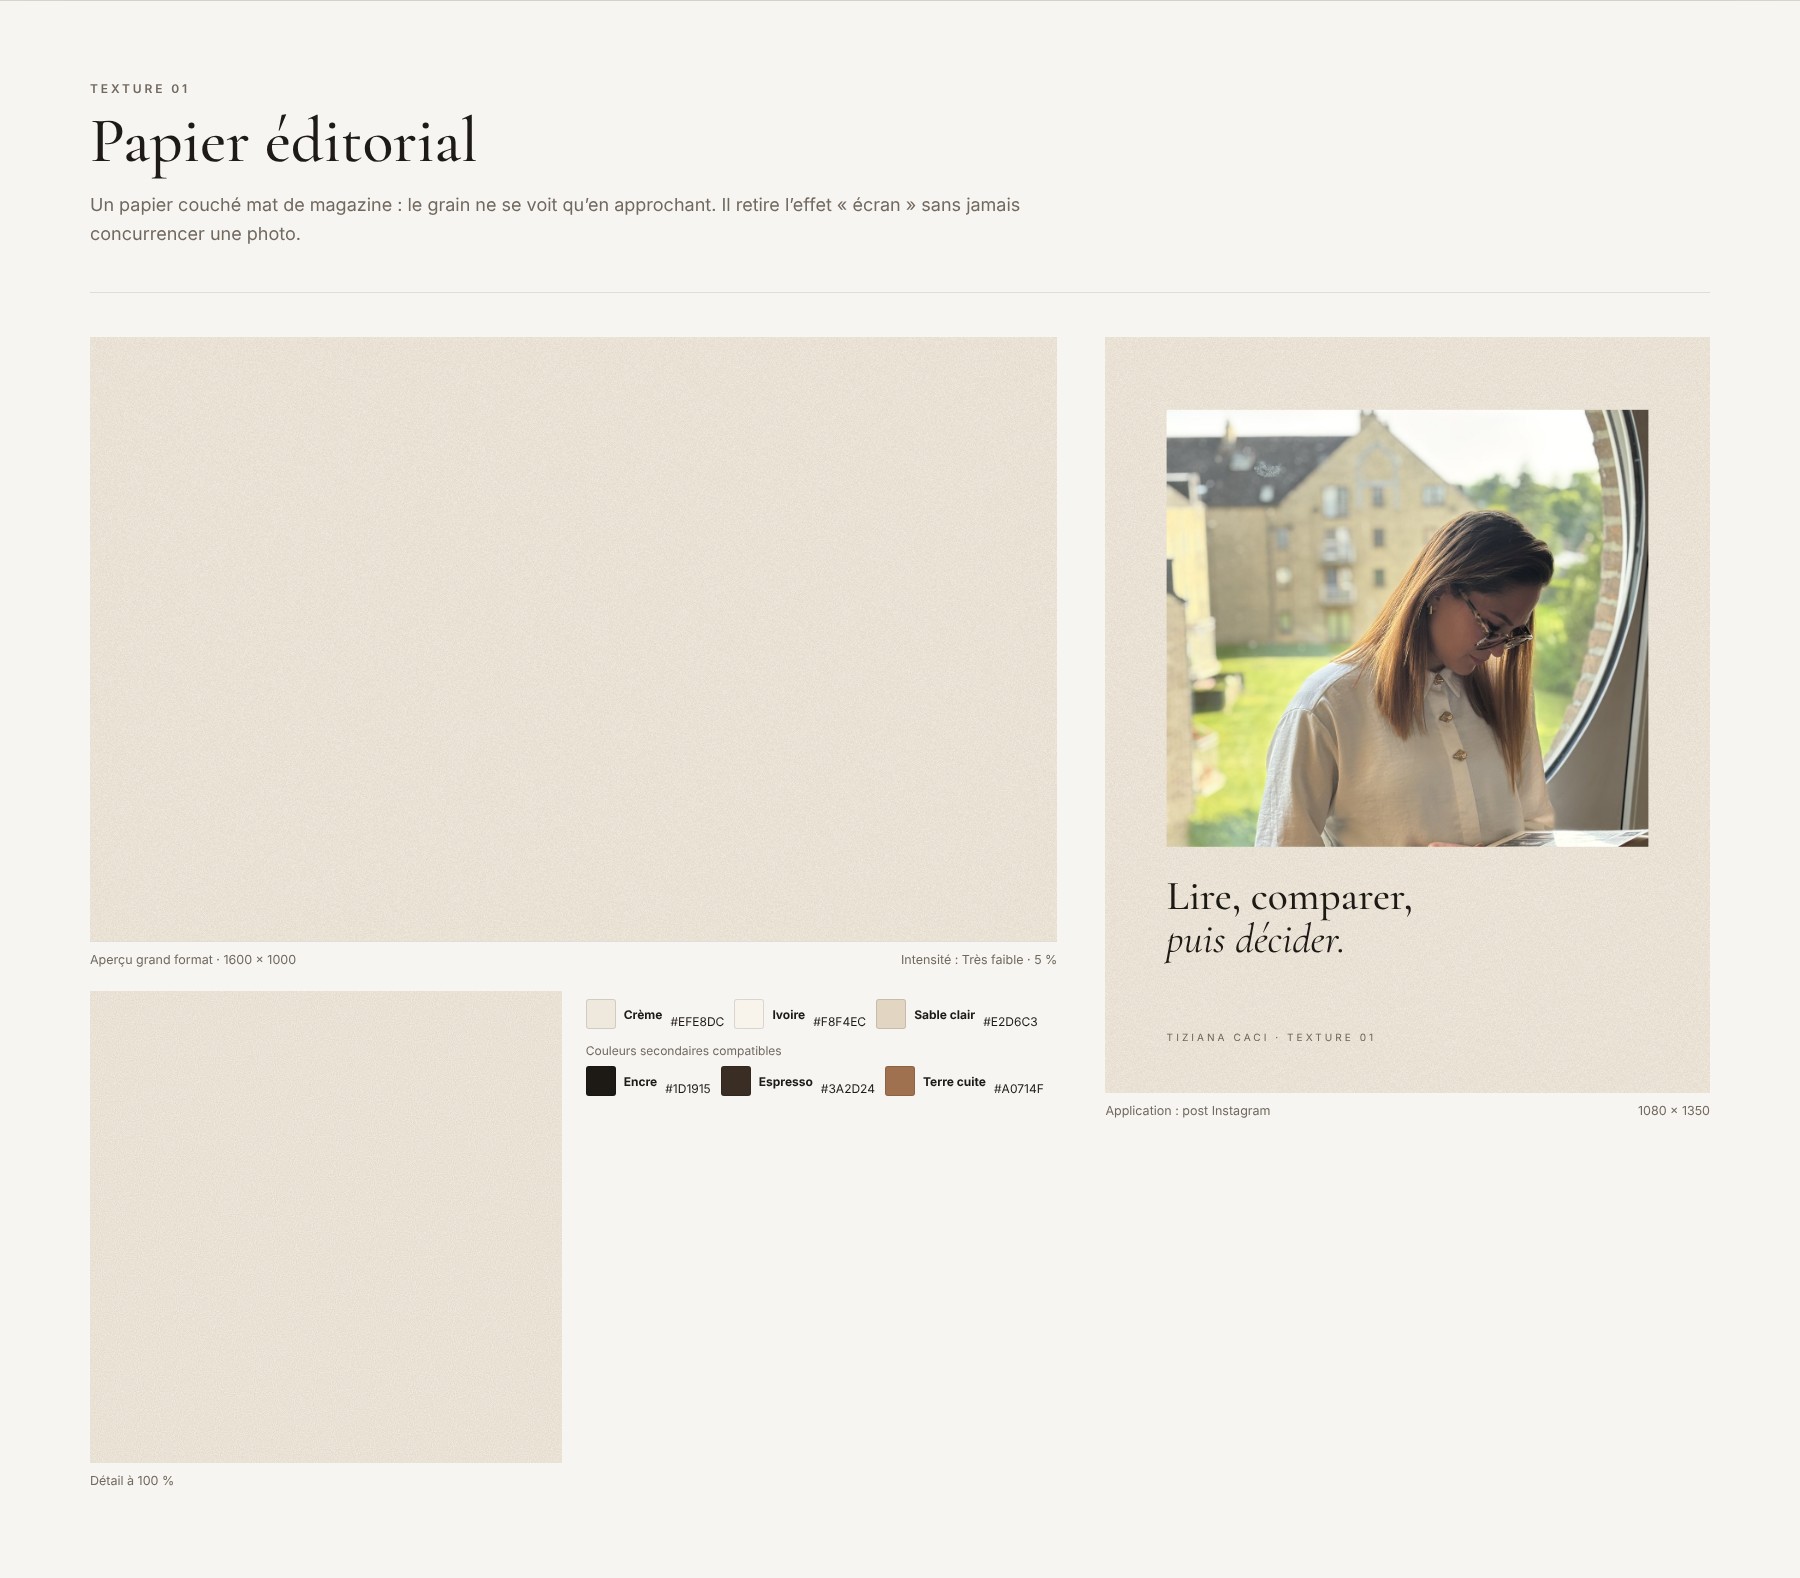 TEXTURE 01
Papier éditorial
Un papier couché mat de magazine : le grain ne se voit qu’en approchant. Il retire l’effet « écran » sans jamais
concurrencer une photo.
Aperçu grand format · 1600 × 1000
Intensité : Très faible · 5 %
Crème #EFE8DC Ivoire #F8F4EC Sable clair #E2D6C3
Couleurs secondaires compatibles
Encre #1D1915 Espresso #3A2D24 Terre cuite #A0714F
Détail à 100 %
Lire, comparer,
puis décider.
TIZIANA CACI · TEXTURE 01
Application : post Instagram
1080 × 1350